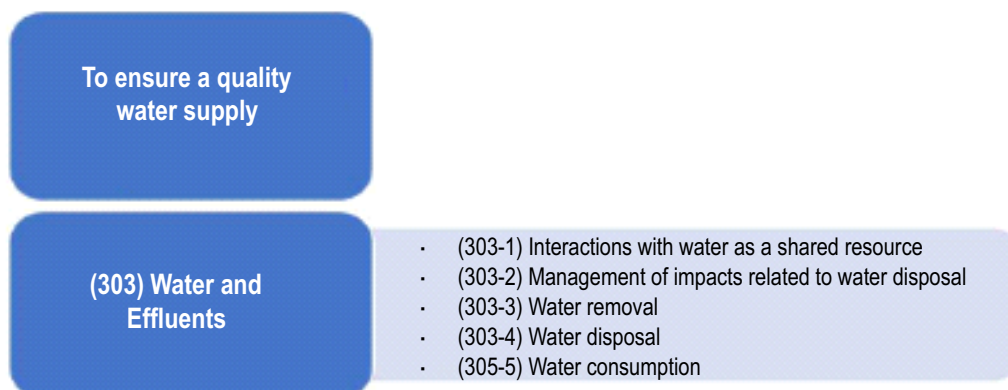 To ensure a quality
water supply
(303) Water and
Effluents
· (303-1) Interactions with water as a shared resource
· (303-2) Management of impacts related to water disposal
· (303-3) Water removal
· (303-4) Water disposal
· (305-5) Water consumption